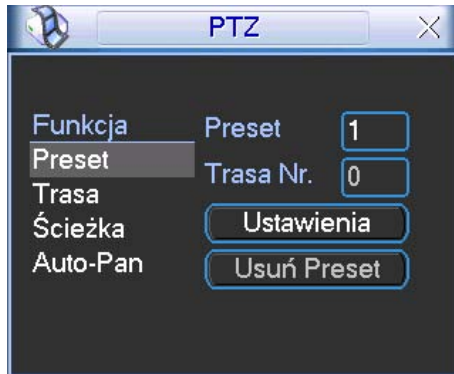 PTZ
Funkcja
Preset
Trasa
Ścieżka
Auto-Pan
Preset 1
Trasa Nr. 0
Ustawienia
Usuń Preset